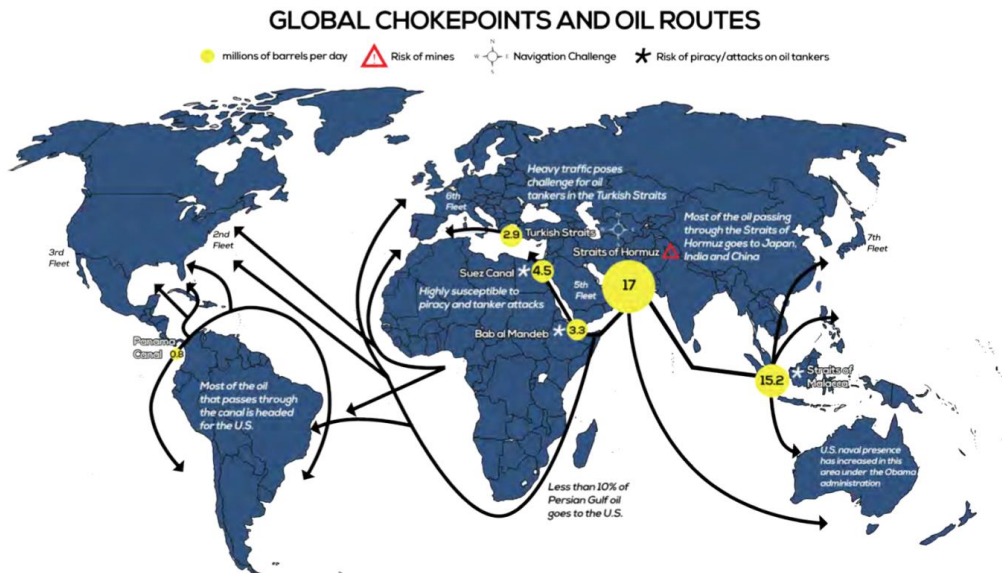 GLOBAL CHOKEPOINTS AND OIL ROUTES
millions of barrels per day
Risk of mines
N
W
E
S
Navigation Challenge
Risk of piracy/attacks on oil tankers
Heavy traffic poses
challenge for oil
tankers in the Turkish Straits
6th
Fleet
2nd
Fleet
3rd
Fleet
2.9
Turkish Straits
Most of the oil passing
through the Straits of
Hormuz goes to Japan,
India and China
7th
Fleet
Straits of Hormuz
Suez Canal
4.5
Highly susceptible to
piracy and tanker attacks
5th
Fleet
17
Bab al Mandeb
3.3
Panama
Canal
0.8
15.2
Straits of
Malacca
Most of the oil
that passes through
the canal is headed
for the U.S.
U.S. naval presence
has increased in this
area under the Obama
administration
Less than 10% of
Persian Gulf oil
goes to the U.S.